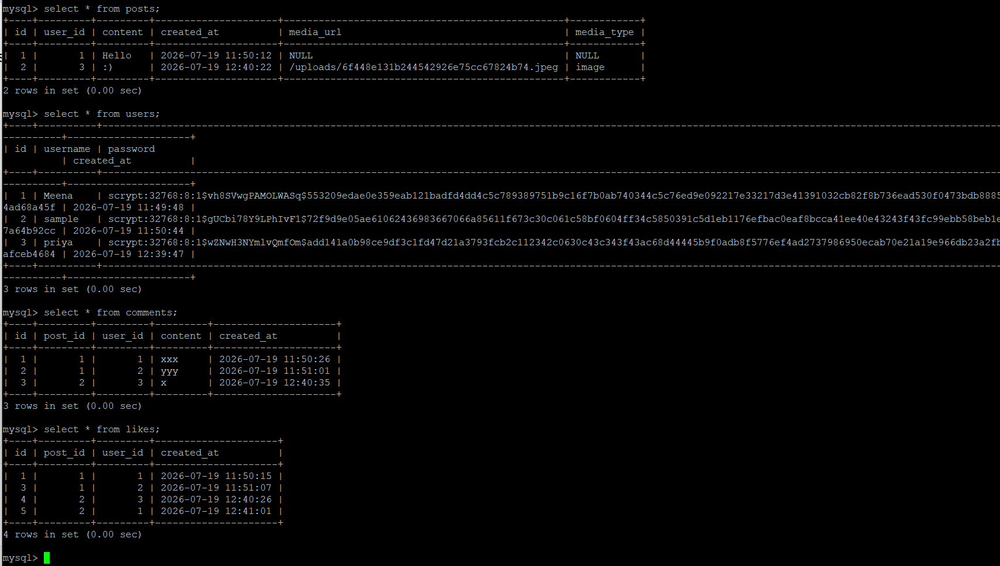 mysql> select * from posts;
+----+---------+---------+---------------------+------------------------------------------------+------------+
| id | user_id | content | created_at          | media_url                                      | media_type |
+----+---------+---------+---------------------+------------------------------------------------+------------+
|  1 |       1 | Hello   | 2026-07-19 11:50:12 | NULL                                           | NULL       |
|  2 |       3 | :)      | 2026-07-19 12:40:22 | /uploads/6f448e131b244542926e75cc67824b74.jpeg | image      |
+----+---------+---------+---------------------+------------------------------------------------+------------+
2 rows in set (0.00 sec)
mysql> select * from users;
| id | username | password
| created_at          |
| 1 | Meena    | scrypt:32768:8:1$vh8SVwgPAMOLWASq$553209edae0e359eab121badfd4dd4c5c789389751b9c16f7b0ab740344c5c76ed9e092217e33217d3e41391032cb82f8b736ead530f0473bdb8885
4ad68a45f | 2026-07-19 11:49:48 |
| 2 | sample   | scrypt:32768:8:1$gUCbi78Y9LPhIvF1$72f9d9e05ae61062436983667066a85611f673c30c061c58bf0604ff34c5850391c5d1eb1176efbac0eaf8bcca41ee40e43243f43fc99ebb58beb1e
7a64b92cc | 2026-07-19 11:50:44 |
| 3 | priya    | scrypt:32768:8:1$wZNwH3NYmlvQmfOm$add141a0b98ce9df3c1fd47d21a3793fcb2c112342c0630c43c343f43ac68d44445b9f0adb8f5776ef4ad2737986950ecab70e21a19e966db23a2fb
afceb4684 | 2026-07-19 12:39:47 |
3 rows in set (0.00 sec)
mysql> select * from comments;
+----+---------+---------+---------+---------------------+
| id | post_id | user_id | content | created_at          |
+----+---------+---------+---------+---------------------+
|  1 |       1 |       1 | xxx     | 2026-07-19 11:50:26 |
|  2 |       1 |       2 | yyy     | 2026-07-19 11:51:01 |
|  3 |       2 |       3 | x       | 2026-07-19 12:40:35 |
+----+---------+---------+---------+---------------------+
3 rows in set (0.00 sec)
mysql> select * from likes;
+----+---------+---------+---------------------+
| id | post_id | user_id | created_at          |
+----+---------+---------+---------------------+
|  1 |       1 |       1 | 2026-07-19 11:50:15 |
|  3 |       1 |       2 | 2026-07-19 11:51:07 |
|  4 |       2 |       3 | 2026-07-19 12:40:26 |
|  5 |       2 |       1 | 2026-07-19 12:41:01 |
+----+---------+---------+---------------------+
4 rows in set (0.00 sec)
mysql>